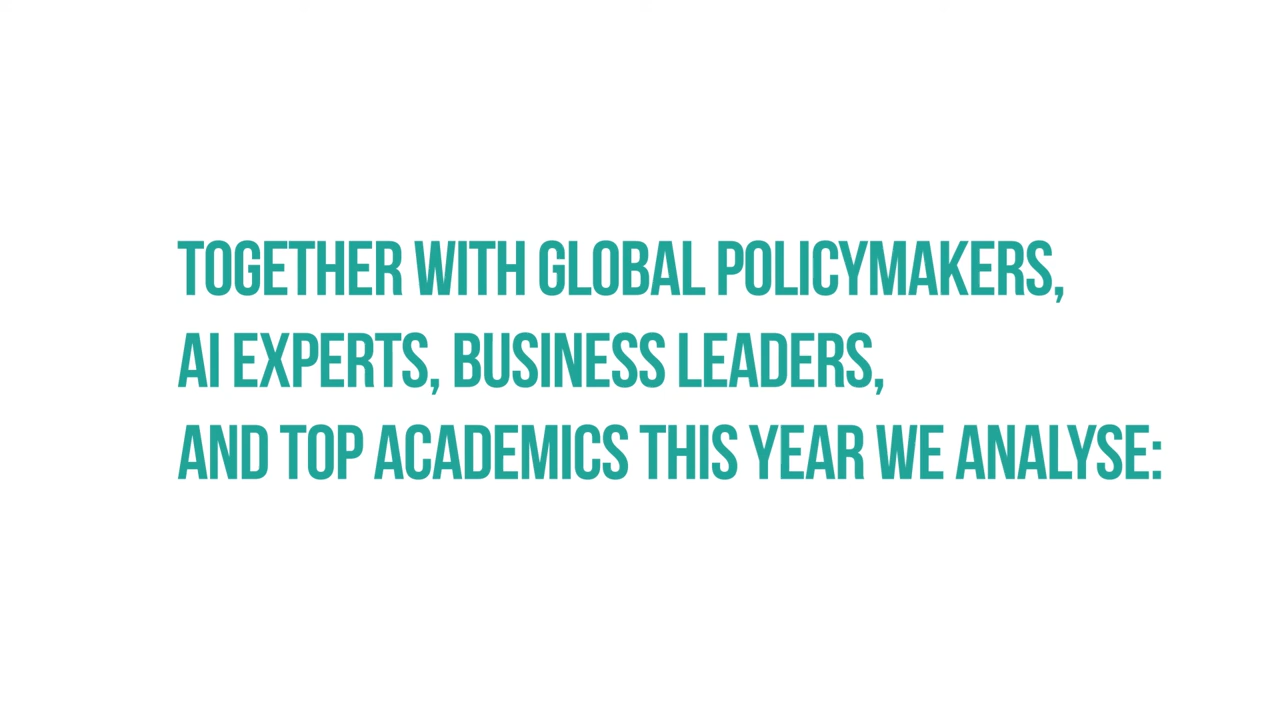 TOGETHER WITH GLOBAL POLICYMAKERS,
AI EXPERTS, BUSINESS LEADERS,
AND TOP ACADEMICS THIS YEAR WE ANALYSE: